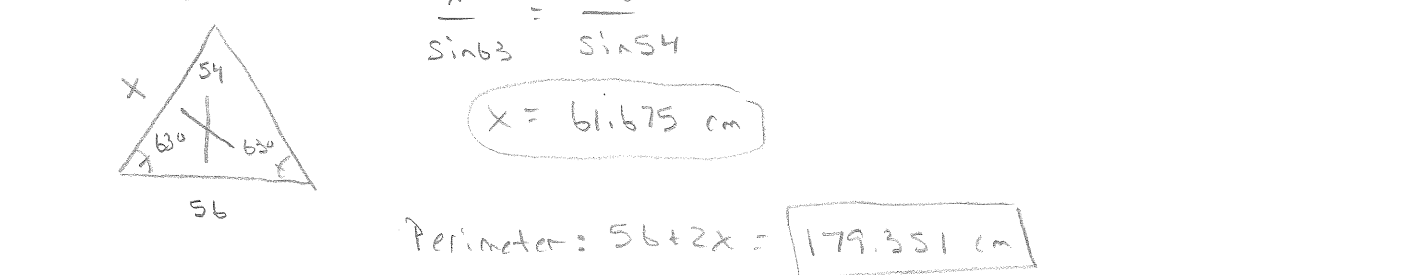 =
sin63 sin54
54
x
x = 61.675 cm
63° 63°
56
Perimeter: 56+2x = 179.351 cm